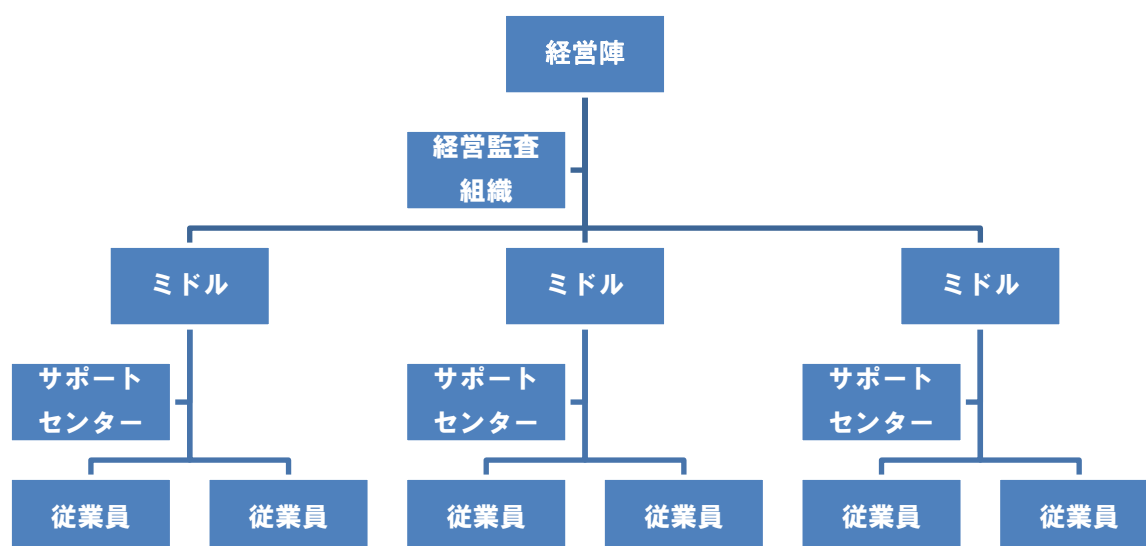 経営陣
経営監査
組織
ミドル
ミドル
ミドル
サポート
センター
サポート
センター
サポート
センター
従業員
従業員
従業員
従業員
従業員
従業員